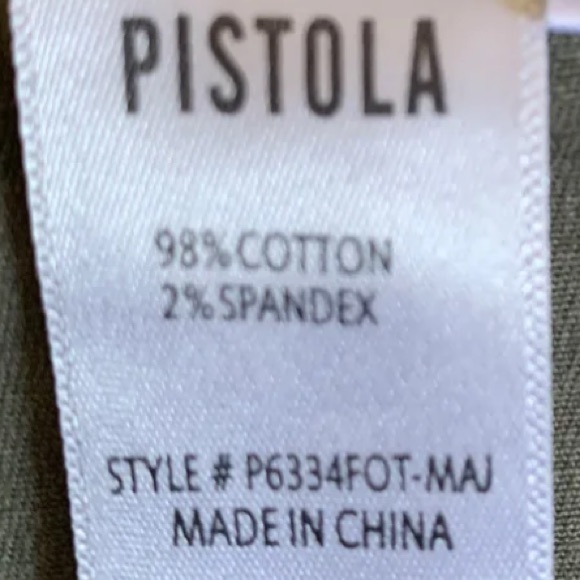 PISTOLA
98%COTTON
2%SPANDEX
STYLE # P6334FOT-MAJ
MADE IN CHINA